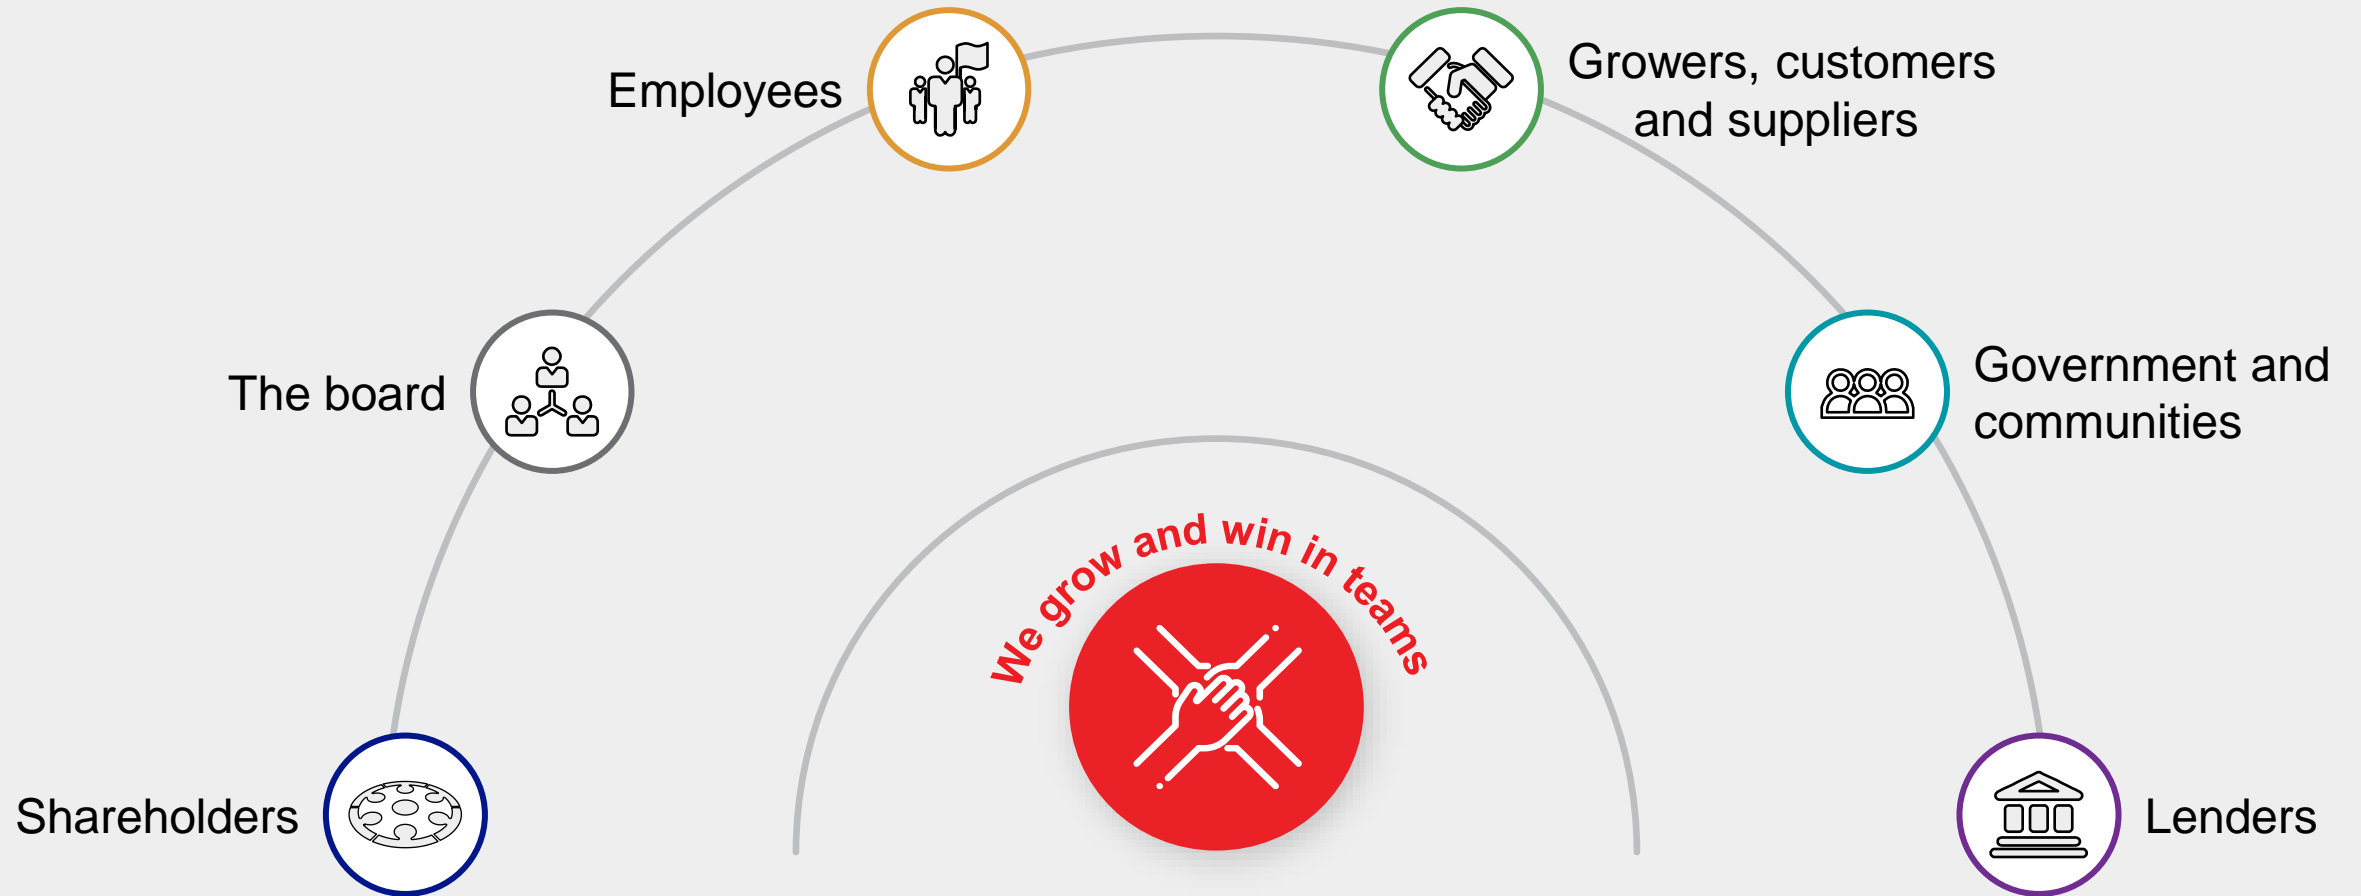 Employees
Growers, customers
and suppliers
The board
Government and
communities
We grow and win in teams
Shareholders
Lenders